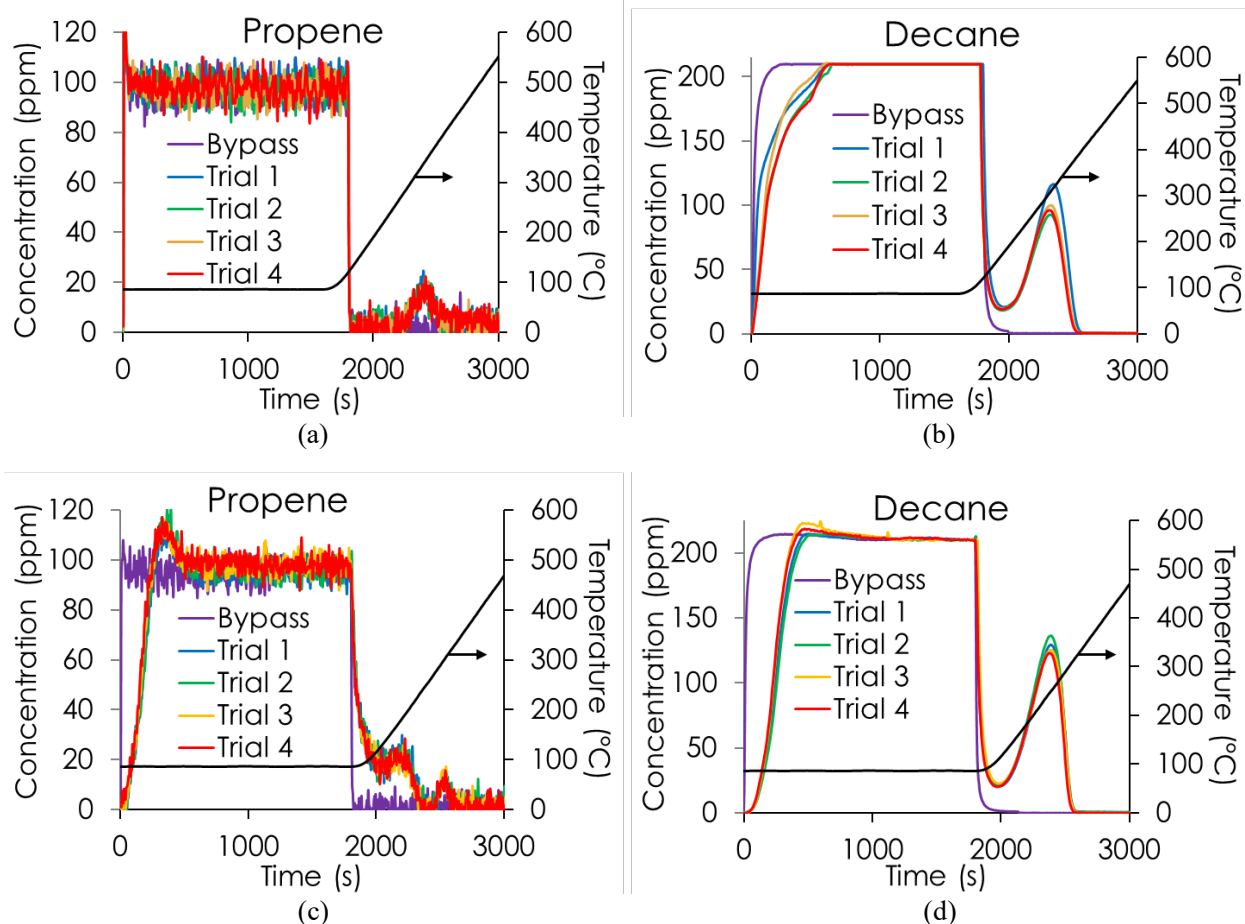 Propene
120
100
80
60
40
20
0
Concentration (ppm)
600
500
400
300
200
100
0
Temperature (°C)
Bypass
Trial 1
Trial 2
Trial 3
Trial 4
0
1000
2000
3000
Time (s)
(a)
Decane
200
150
100
50
0
Concentration (ppm)
600
500
400
300
200
100
0
Temperature (°C)
Bypass
Trial 1
Trial 2
Trial 3
Trial 4
0
1000
2000
3000
Time (s)
(b)
Propene
120
100
80
60
40
20
0
Concentration (ppm)
600
500
400
300
200
100
0
Temperature (°C)
Bypass
Trial 1
Trial 2
Trial 3
Trial 4
0
1000
2000
3000
Time (s)
(c)
Decane
200
150
100
50
0
Concentration (ppm)
600
500
400
300
200
100
0
Temperature (°C)
Bypass
Trial 1
Trial 2
Trial 3
Trial 4
0
1000
2000
3000
Time (s)
(d)